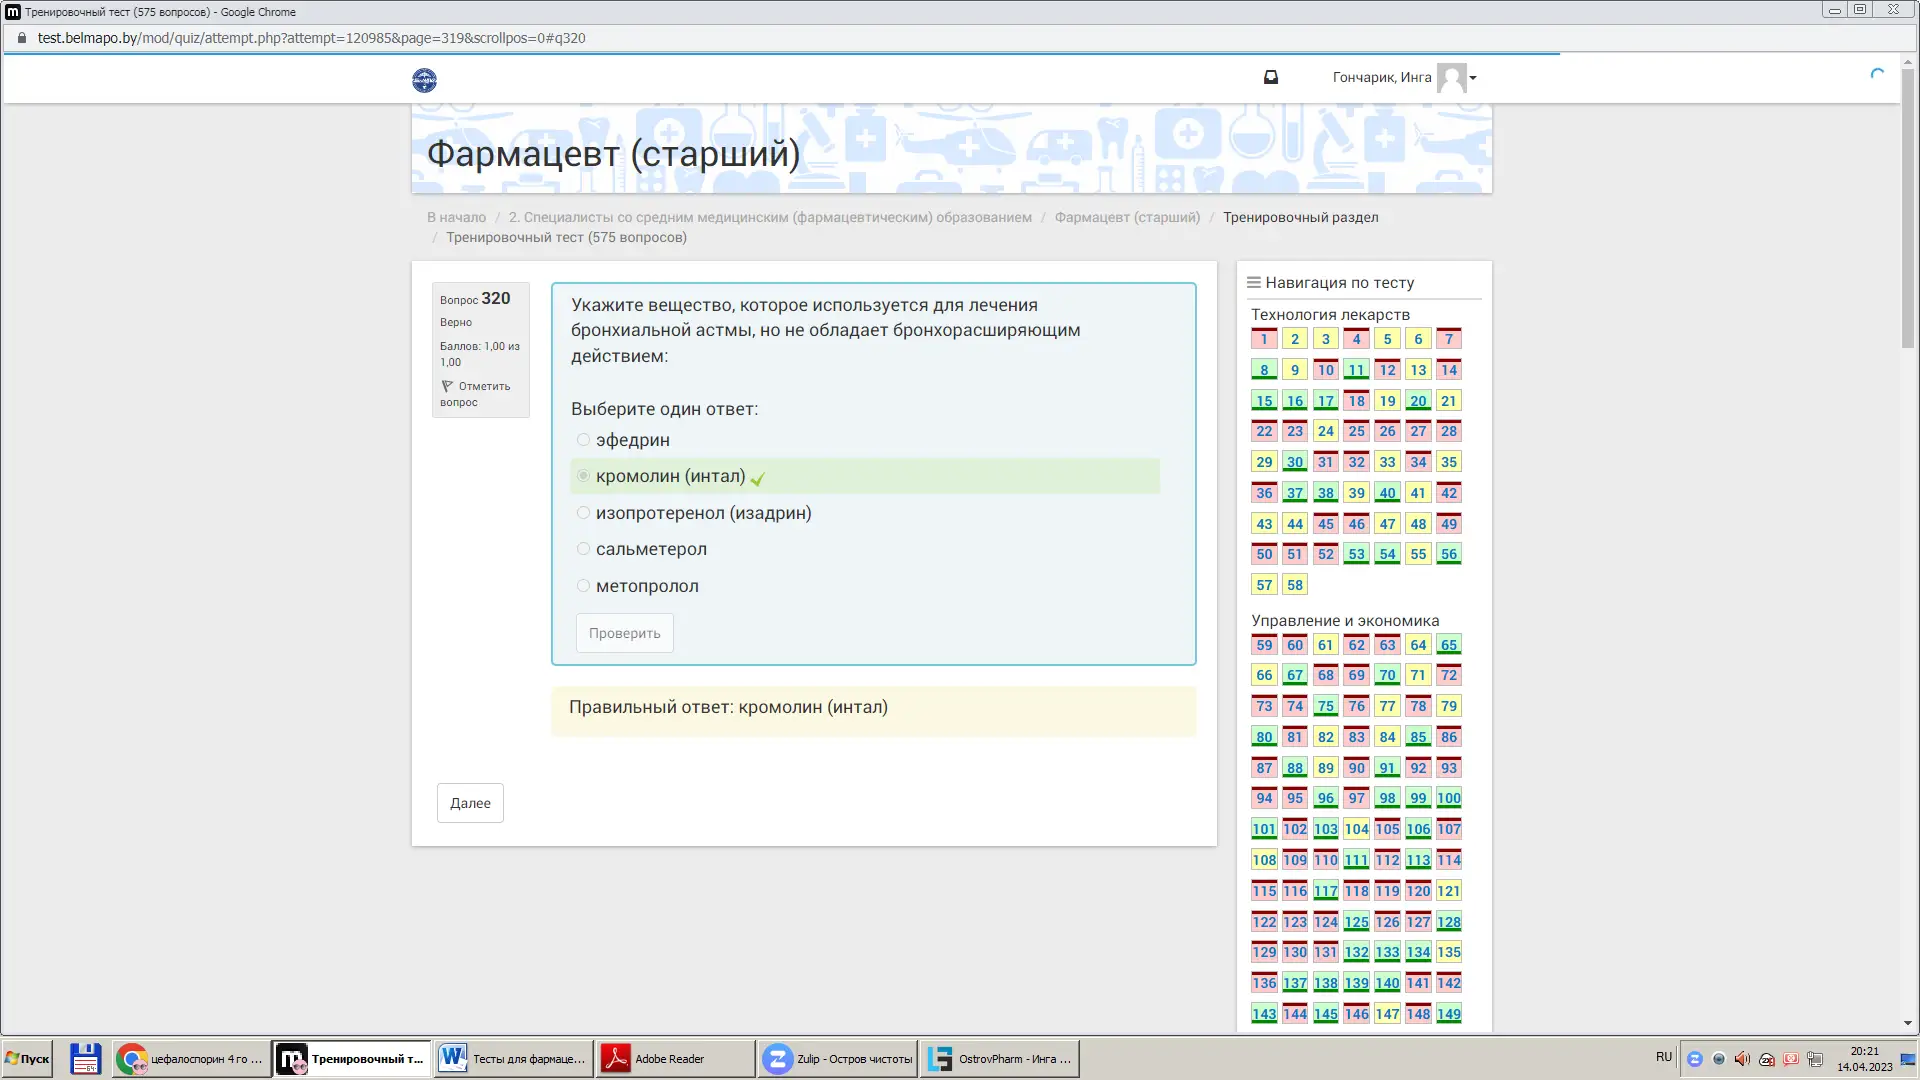 Тренировочный тест (575 вопросов) - Google Chrome
test.belmapo.by/mod/quiz/attempt.php?attempt=120985&page=319&scrollpos=0#q320
Гончарик, Инга
Фармацевт (старший)
В начало / 2. Специалисты со средним медицинским (фармацевтическим) образованием / Фармацевт (старший) / Тренировочный раздел
/ Тренировочный тест (575 вопросов)
Вопрос 320
Верно
Баллов: 1,00 из
1,00
Отметить
вопрос
Укажите вещество, которое используется для лечения
бронхиальной астмы, но не обладает бронхорасширяющим
действием:
Выберите один ответ:
эфедрин
кромолин (интал)
изопротеренол (изадрин)
сальметерол
метопролол
Проверить
Правильный ответ: кромолин (интал)
Далее
Навигация по тесту
Технология лекарств
1 2 3 4 5 6 7
8 9 10 11 12 13 14
15 16 17 18 19 20 21
22 23 24 25 26 27 28
29 30 31 32 33 34 35
36 37 38 39 40 41 42
43 44 45 46 47 48 49
50 51 52 53 54 55 56
57 58
Управление и экономика
59 60 61 62 63 64 65
66 67 68 69 70 71 72
73 74 75 76 77 78 79
80 81 82 83 84 85 86
87 88 89 90 91 92 93
94 95 96 97 98 99 100
101 102 103 104 105 106 107
108 109 110 111 112 113 114
115 116 117 118 119 120 121
122 123 124 125 126 127 128
129 130 131 132 133 134 135
136 137 138 139 140 141 142
143 144 145 146 147 148 149
Пуск
цефалоспорин 4 го ...
Тренировочный т...
Тесты для фармаце...
Adobe Reader
Zulip - Остров чистоты
OstrovPharm - Инга ...
RU
20:21
14.04.2023